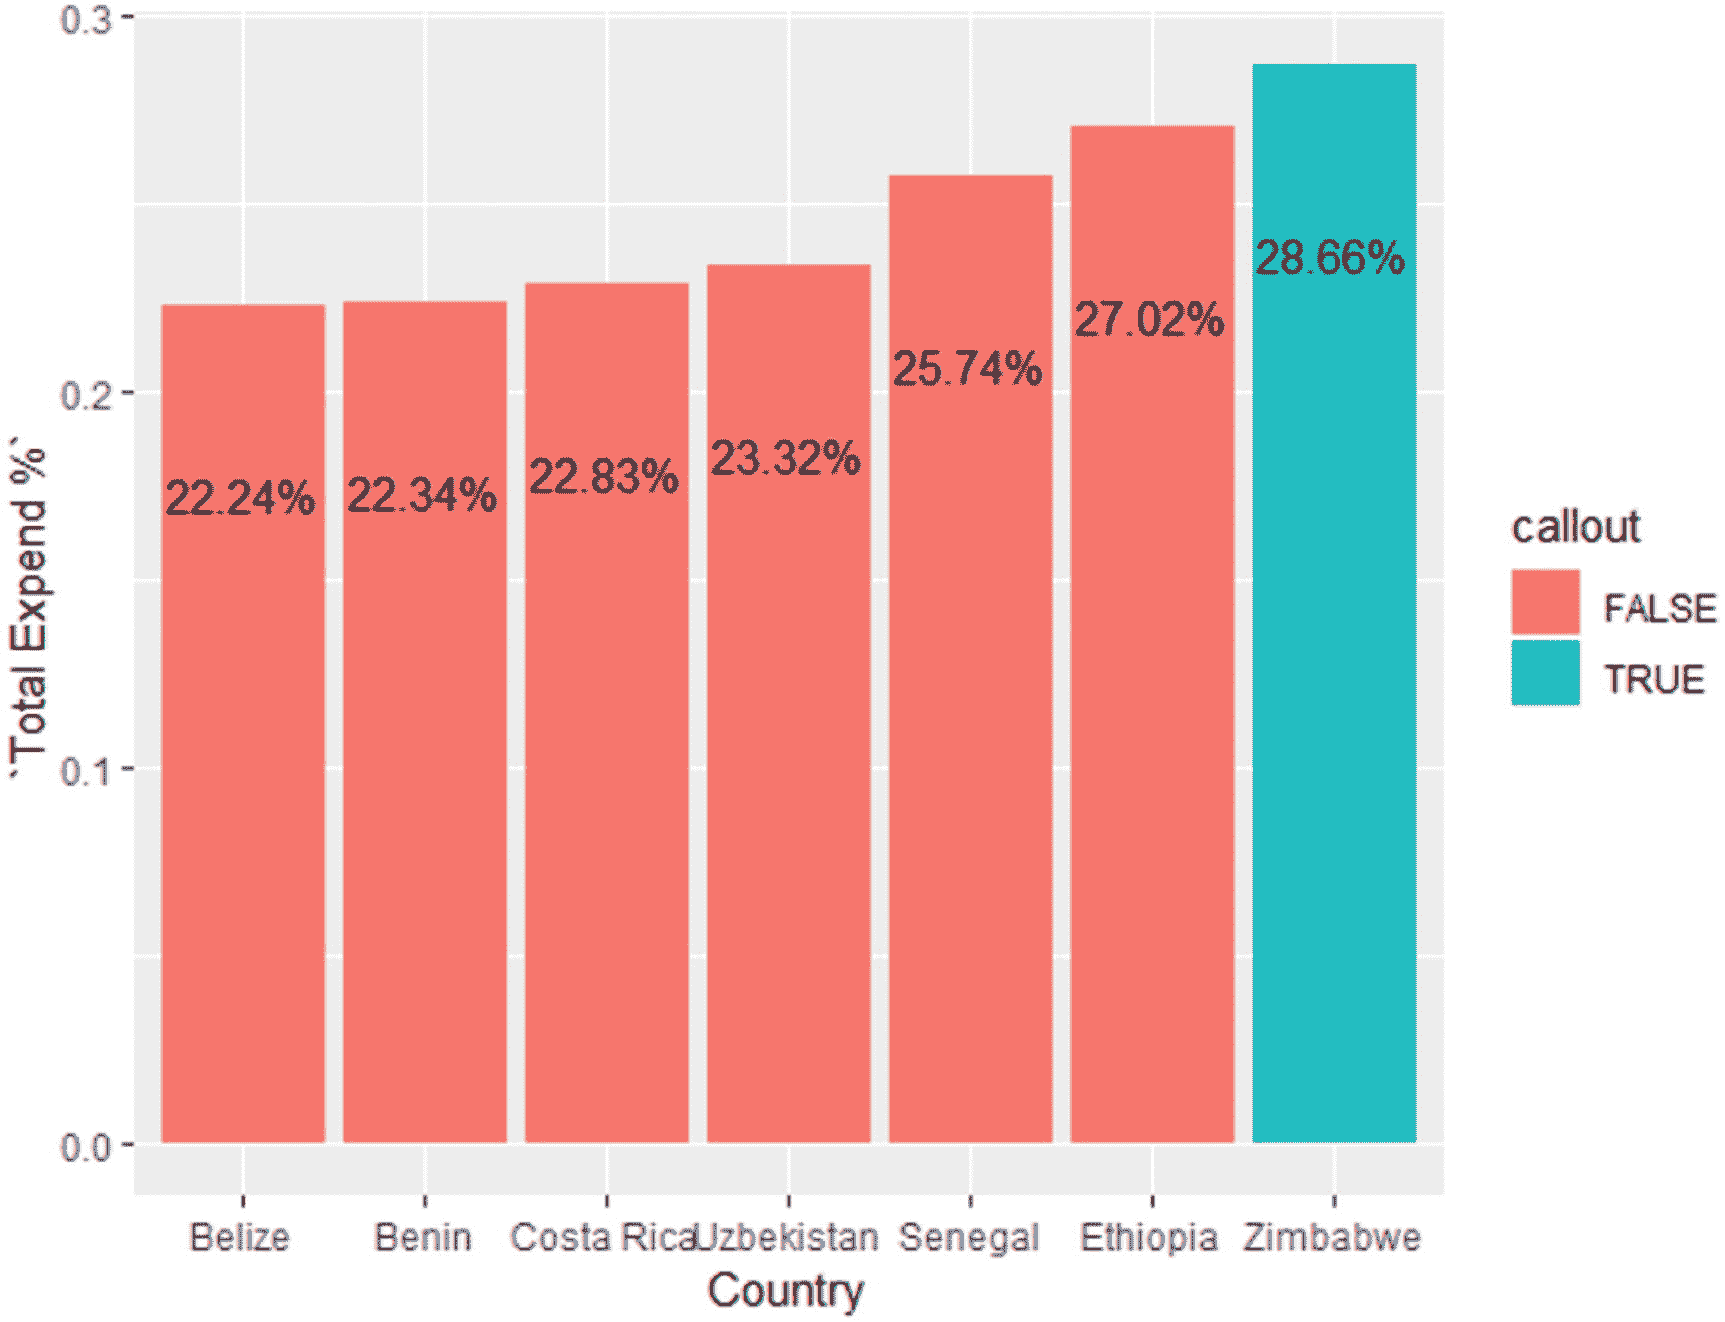 0.3
0.2
0.1
0.0
`Total Expend %`
22.24%
22.34%
22.83%
23.32%
25.74%
27.02%
28.66%
Belize
Benin
Costa Rica
Uzbekistan
Senegal
Ethiopia
Zimbabwe
Country
callout
FALSE
TRUE